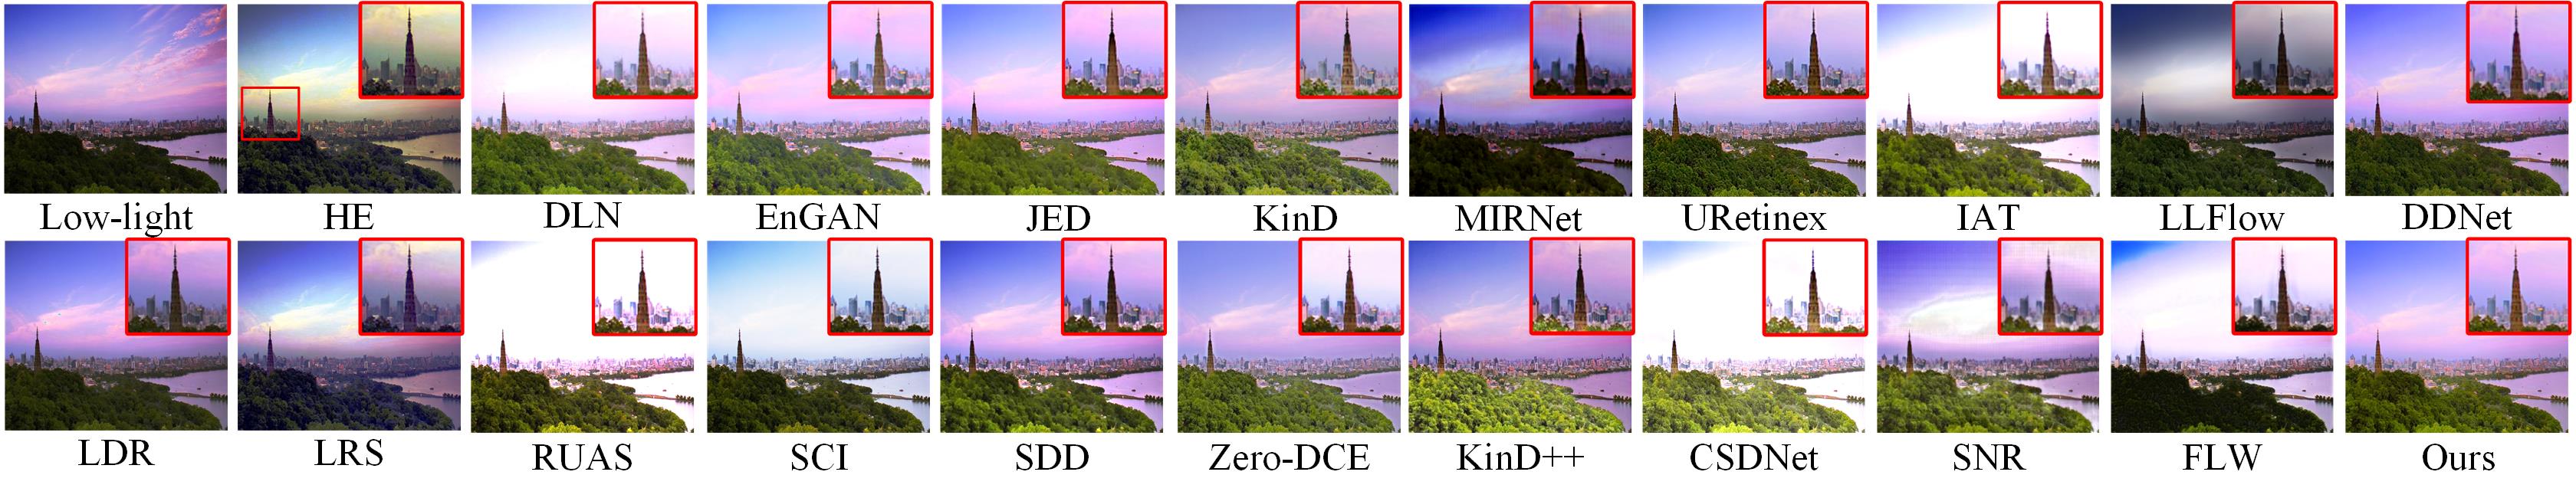 Low-light HE DLN EnGAN JED KinD MIRNet URetinex IAT LLFlow DDNet
LDR LRS RUAS SCI SDD Zero-DCE KinD++ CSDNet SNR FLW Ours